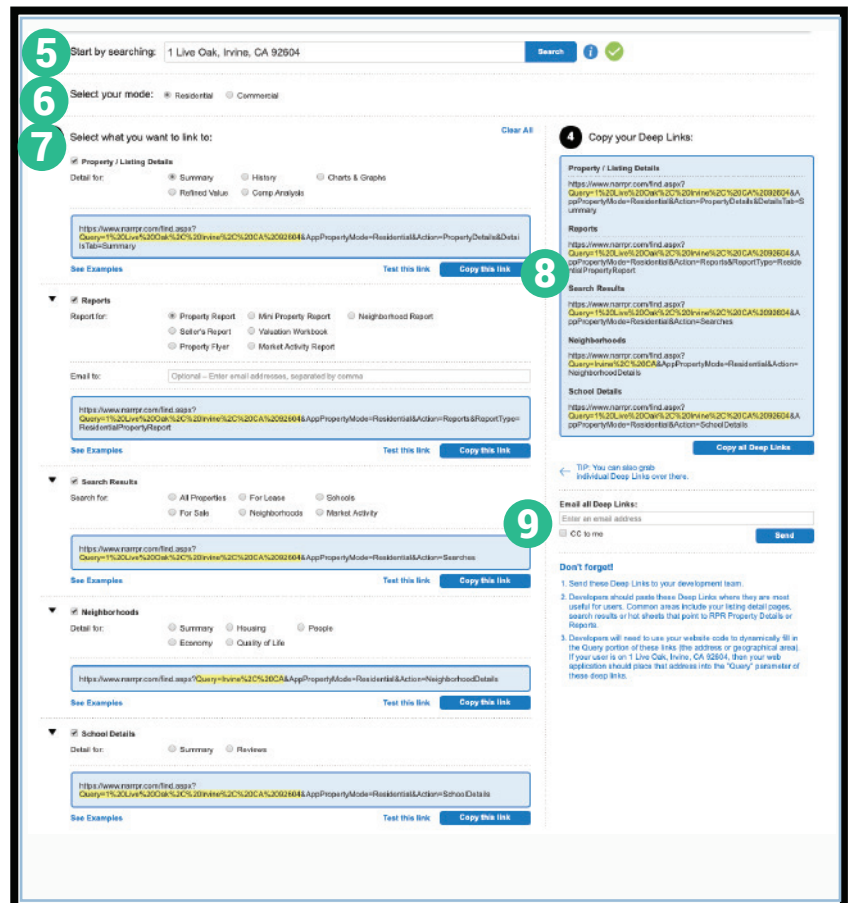 5 Start by searching: 1 Live Oak, Irvine, CA 92604 Search i
6 Select your mode: Residential Commercial
7 Select what you want to link to: Clear All
Property / Listing Details
Detail for: Summary History Charts & Graphs
Refined Value Comp Analysis
https://www.narrpr.com/find.aspx?
Query=1%20Live%20Oak%2C%20Irvine%2C%20CA%2092604&AppPropertyMode=Residential&Action=PropertyDetails&Detai
lsTab=Summary
See Examples Test this link Copy this link
Reports
Report for: Property Report Mini Property Report Neighborhood Report
Seller's Report Valuation Workbook
Property Flyer Market Activity Report
Email to: Optional – Enter email addresses, separated by comma
https://www.narrpr.com/find.aspx?
Query=1%20Live%20Oak%2C%20Irvine%2C%20CA%2092604&AppPropertyMode=Residential&Action=Reports&ReportType=
ResidentialPropertyReport
See Examples Test this link Copy this link
Search Results
Search for: All Properties For Lease Schools
For Sale Neighborhoods Market Activity
https://www.narrpr.com/find.aspx?
Query=1%20Live%20Oak%2C%20Irvine%2C%20CA%2092604&AppPropertyMode=Residential&Action=Searches
See Examples Test this link Copy this link
Neighborhoods
Detail for: Summary Housing People
Economy Quality of Life
https://www.narrpr.com/find.aspx?Query=Irvine%2C%20CA&AppPropertyMode=Residential&Action=NeighborhoodDetails
See Examples Test this link Copy this link
School Details
Detail for: Summary Reviews
https://www.narrpr.com/find.aspx?
Query=1%20Live%20Oak%2C%20Irvine%2C%20CA%2092604&AppPropertyMode=Residential&Action=SchoolDetails
See Examples Test this link Copy this link
4 Copy your Deep Links:
Property / Listing Details
https://www.narrpr.com/find.aspx?
Query=1%20Live%20Oak%2C%20Irvine%2C%20CA%2092604&A
ppPropertyMode=Residential&Action=PropertyDetails&DetailsTab=S
ummary
8
Reports
https://www.narrpr.com/find.aspx?
Query=1%20Live%20Oak%2C%20Irvine%2C%20CA%2092604&A
ppPropertyMode=Residential&Action=Reports&ReportType=Reside
ntialPropertyReport
Search Results
https://www.narrpr.com/find.aspx?
Query=1%20Live%20Oak%2C%20Irvine%2C%20CA%2092604&A
ppPropertyMode=Residential&Action=Searches
Neighborhoods
https://www.narrpr.com/find.aspx?
Query=Irvine%2C%20CA&AppPropertyMode=Residential&Action=
NeighborhoodDetails
School Details
https://www.narrpr.com/find.aspx?
Query=1%20Live%20Oak%2C%20Irvine%2C%20CA%2092604&A
ppPropertyMode=Residential&Action=SchoolDetails
Copy all Deep Links
TIP: You can also grab
individual Deep Links over there.
9
Email all Deep Links:
Enter an email address
CC to me Send
Don't forget!
1. Send these Deep Links to your development team.
2. Developers should paste these Deep Links where they are most
useful for users. Common areas include your listing detail pages,
search results or hot sheets that point to RPR Property Details or
Reports.
3. Developers will need to use your website code to dynamically fill in
the Query portion of these links (the address or geographical area).
If your user is on 1 Live Oak, Irvine, CA 92604, then your web
application should place that address into the "Query" parameter of
these deep links.